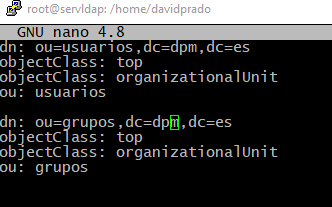 root@servldap: /home/davidprado
GNU nano 4.8
dn: ou=usuarios,dc=dpm,dc=es
objectClass: top
objectClass: organizationalUnit
ou: usuarios
dn: ou=grupos,dc=dpm,dc=es
objectClass: top
objectClass: organizationalUnit
ou: grupos